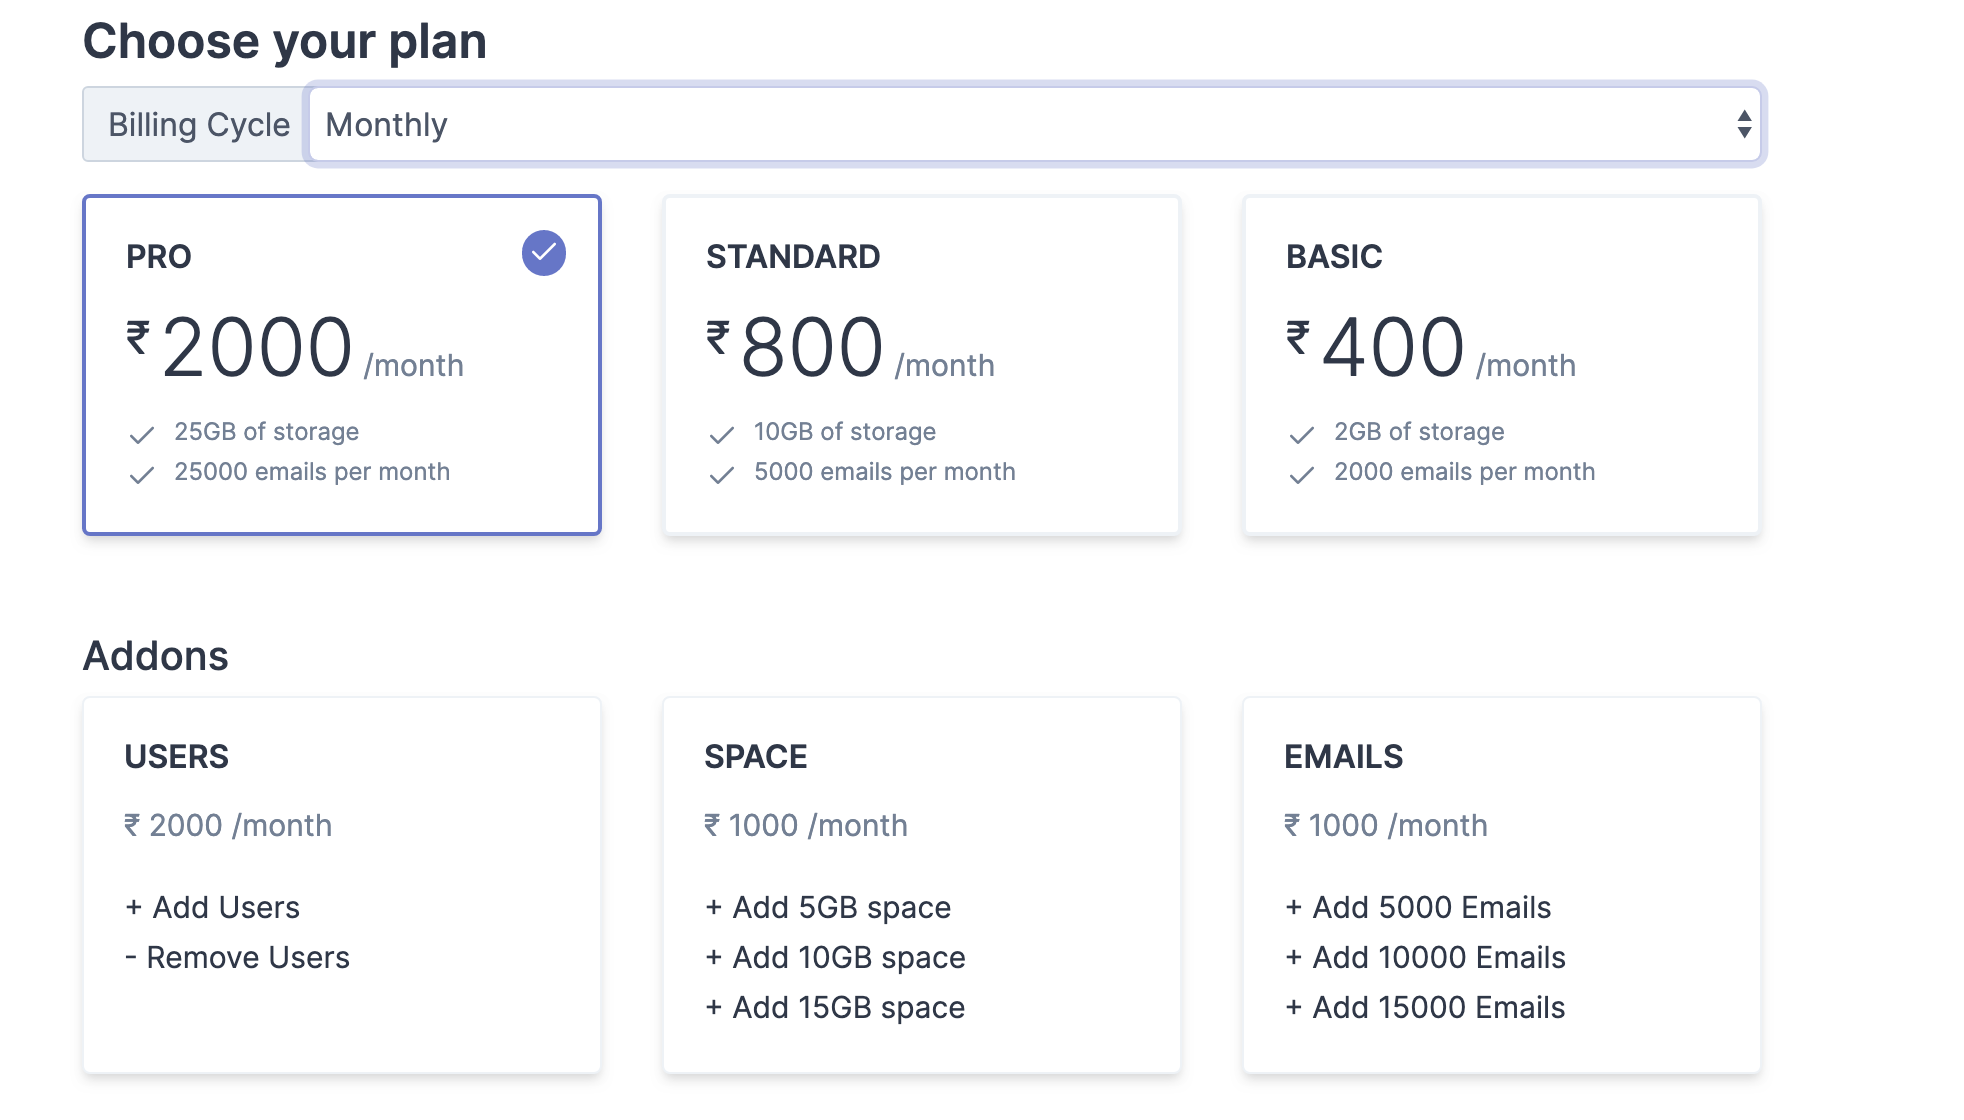 Choose your plan
Billing Cycle Monthly
PRO
₹2000 /month
25GB of storage
25000 emails per month
STANDARD
₹800 /month
10GB of storage
5000 emails per month
BASIC
₹400 /month
2GB of storage
2000 emails per month
Addons
USERS
₹ 2000 /month
+ Add Users
- Remove Users
SPACE
₹ 1000 /month
+ Add 5GB space
+ Add 10GB space
+ Add 15GB space
EMAILS
₹ 1000 /month
+ Add 5000 Emails
+ Add 10000 Emails
+ Add 15000 Emails